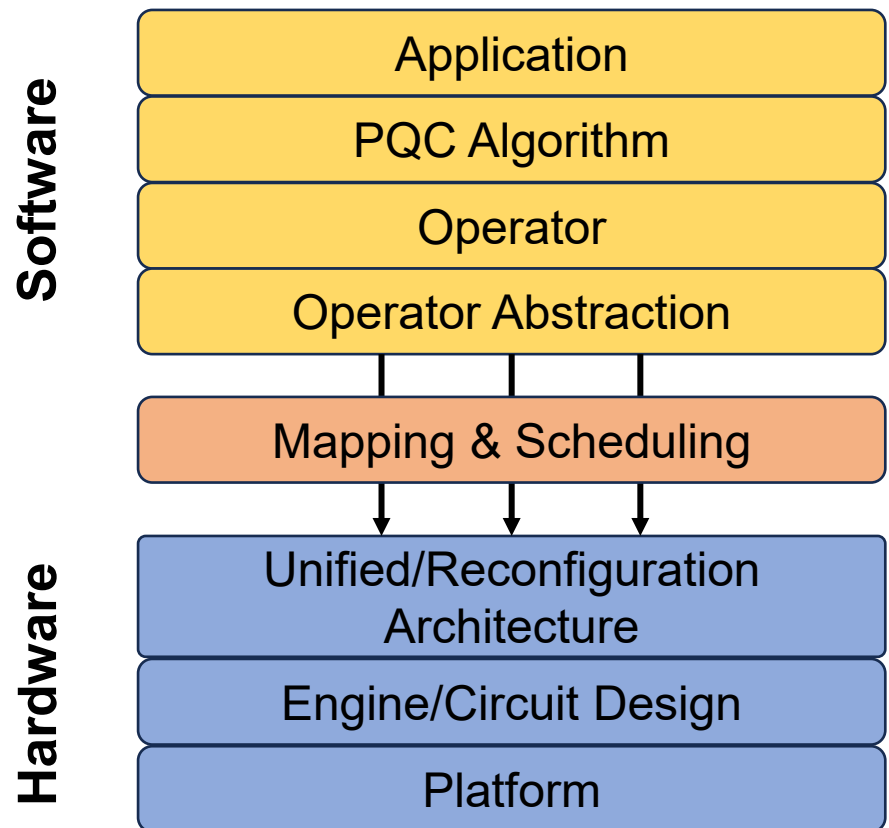 Software
Application
PQC Algorithm
Operator
Operator Abstraction
Mapping & Scheduling
Hardware
Unified/Reconfiguration
Architecture
Engine/Circuit Design
Platform